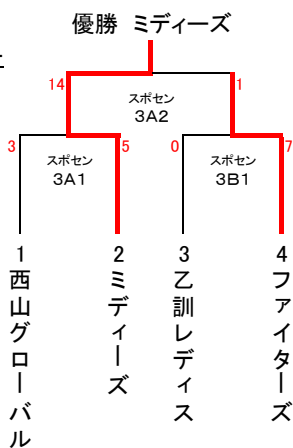 優勝 ミディーズ
14
1
スポセン
3A2
3
5
0
7
スポセン
3A1
スポセン
3B1
1
西山グローバル
2
ミディーズ
3
乙訓レディス
4
ファイターズ